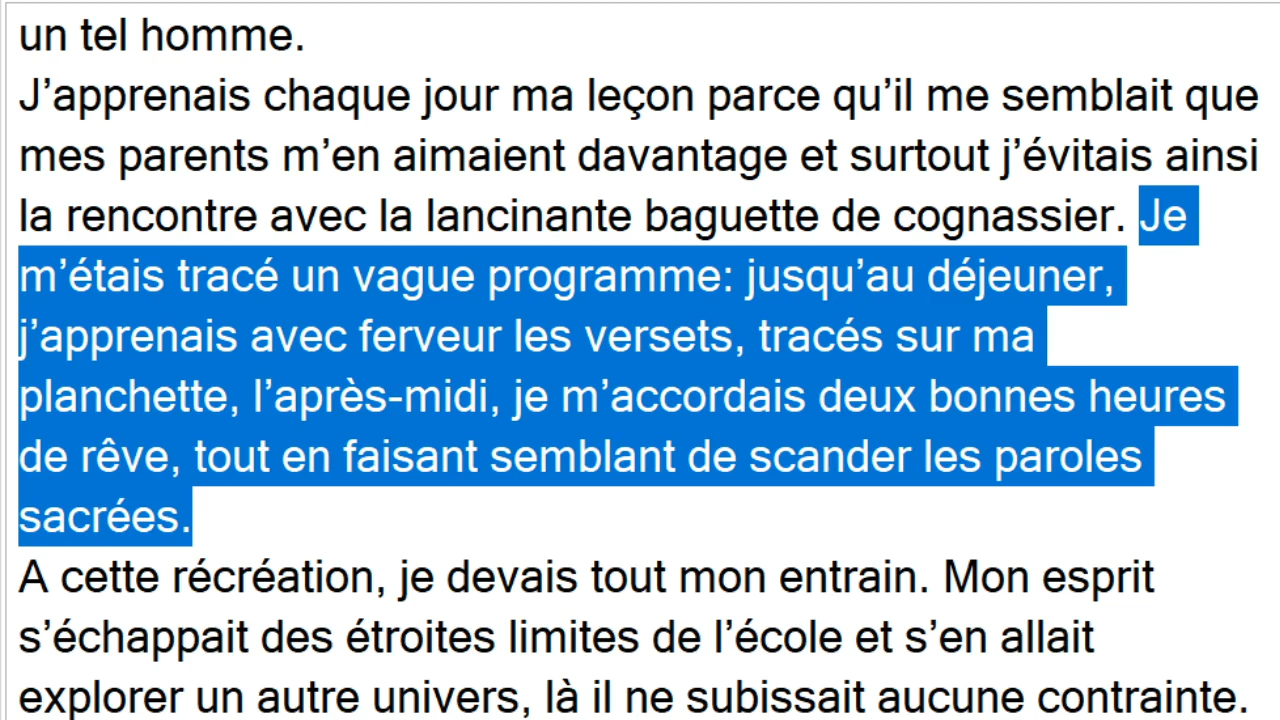 un tel homme.
J’apprenais chaque jour ma leçon parce qu’il me semblait que
mes parents m’en aimaient davantage et surtout j’évitais ainsi
la rencontre avec la lancinante baguette de cognassier. Je
m’étais tracé un vague programme: jusqu’au déjeuner,
j’apprenais avec ferveur les versets, tracés sur ma
planchette, l’après-midi, je m’accordais deux bonnes heures
de rêve, tout en faisant semblant de scander les paroles
sacrées.
A cette récréation, je devais tout mon entrain. Mon esprit
s’échappait des étroites limites de l’école et s’en allait
explorer un autre univers, là il ne subissait aucune contrainte.